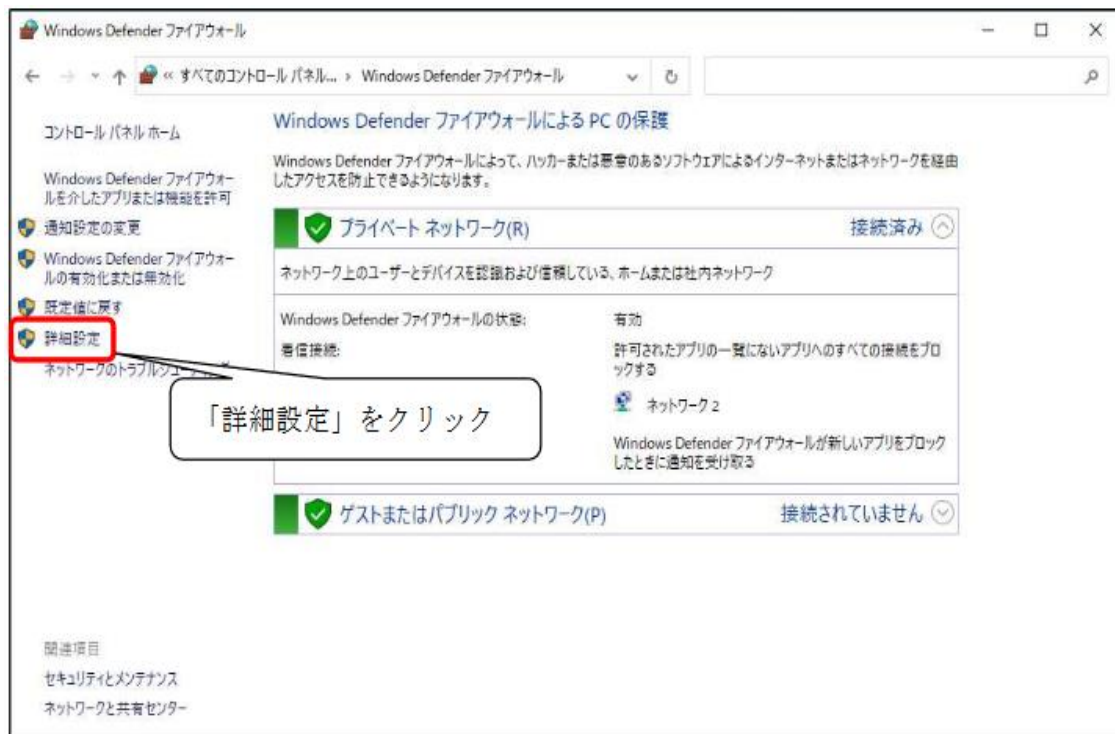 Windows Defender ファイアウォール
« すべてのコントロール パネル... › Windows Defender ファイアウォール
コントロール パネル ホーム
Windows Defender ファイアウォー
ルを介したアプリまたは機能を許可
通知設定の変更
Windows Defender ファイアウォー
ルの有効化または無効化
既定値に戻す
詳細設定
ネットワークのトラブルシューティング
「詳細設定」をクリック
Windows Defender ファイアウォールによる PC の保護
Windows Defender ファイアウォールによって、ハッカーまたは悪意のあるソフトウェアによるインターネットまたはネットワークを経由
したアクセスを防止できるようになります。
プライベート ネットワーク(R) 接続済み
ネットワーク上のユーザーとデバイスを認識および信頼している、ホームまたは社内ネットワーク
Windows Defender ファイアウォールの状態: 有効
着信接続: 許可されたアプリの一覧にないアプリへのすべての接続をブロ
ックする
ネットワーク 2
Windows Defender ファイアウォールが新しいアプリをブロック
したときに通知を受け取る
ゲストまたはパブリック ネットワーク(P) 接続されていません
関連項目
セキュリティとメンテナンス
ネットワークと共有センター